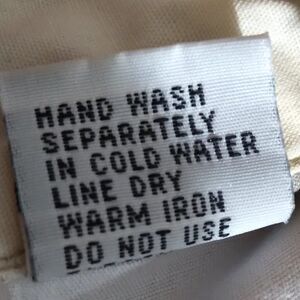 HAND WASH
SEPARATELY
IN COLD WATER
LINE DRY
WARM IRON
DO NOT USE